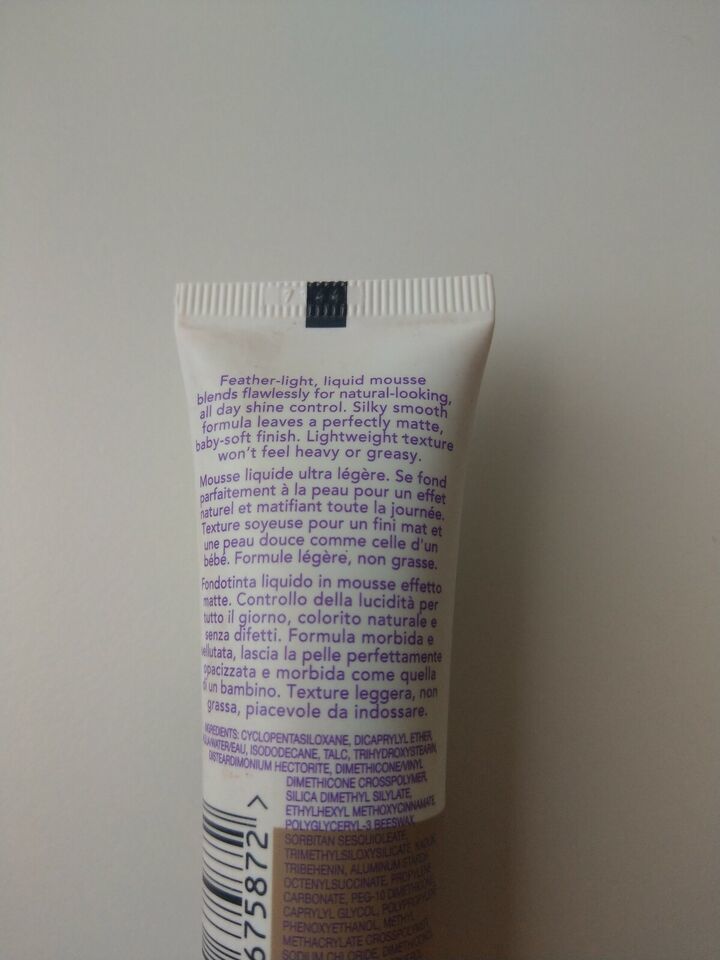 Feather-light, liquid mousse
blends flawlessly for natural-looking,
all day shine control. Silky smooth
formula leaves a perfectly matte,
baby-soft finish. Lightweight texture
won't feel heavy or greasy.
Mousse liquide ultra légère. Se fond
parfaitement à la peau pour un effet
naturel et matifiant toute la journée.
Texture soyeuse pour un fini mat et
une peau douce comme celle d'un
bébé. Formule légère, non grasse.
Fondotinta liquido in mousse effetto
matte. Controllo della lucidità per
tutto il giorno, colorito naturale e
senza difetti. Formula morbida e
vellutata, lascia la pelle perfettamente
opacizzata e morbida come quella
di un bambino. Texture leggera, non
grassa, piacevole da indossare.
INGREDIENTS: CYCLOPENTASILOXANE, DICAPRYLYL ETHER,
ISODODECANE, TALC, TRIHYDROXYSTEARIN,
DISTEARDIMONIUM HECTORITE, DIMETHICONE/VINYL
DIMETHICONE CROSSPOLYMER,
SILICA DIMETHYL SILYLATE,
ETHYLHEXYL METHOXYCINNAMATE,
POLYGLYCERYL-3 BEESWAX,
SORBITAN SESQUIOLEATE,
TRIMETHYLSILOXYSILICATE,
TRIBEHENIN, ALUMINUM STARCH
OCTENYLSUCCINATE, PROPYLENE
CARBONATE, PEG-10 DIMETHICONE,
CAPRYLYL GLYCOL,
PHENOXYETHANOL, METHYL
METHACRYLATE CROSSPOLYMER,
SODIUM CHLORIDE,
675872 >